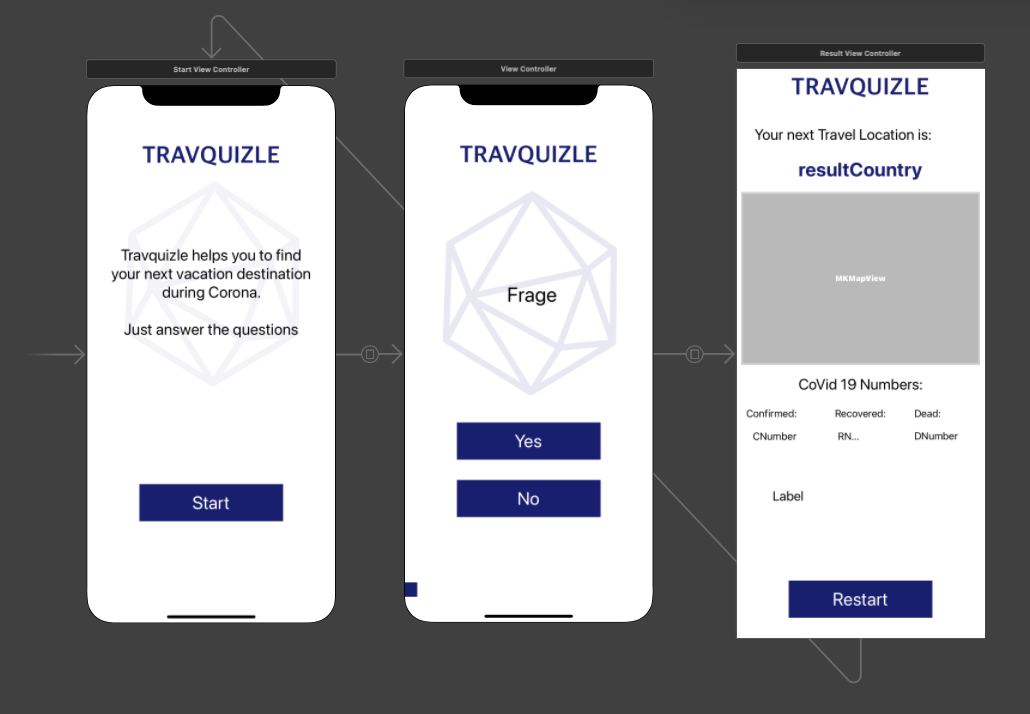 Start View Controller
TRAVQUIZLE
Travquizle helps you to find
your next vacation destination
during Corona.
Just answer the questions
Start
View Controller
TRAVQUIZLE
Frage
Yes
No
Result View Controller
TRAVQUIZLE
Your next Travel Location is:
resultCountry
MKMapView
CoVid 19 Numbers:
Confirmed: Recovered: Dead:
CNumber RN... DNumber
Label
Restart